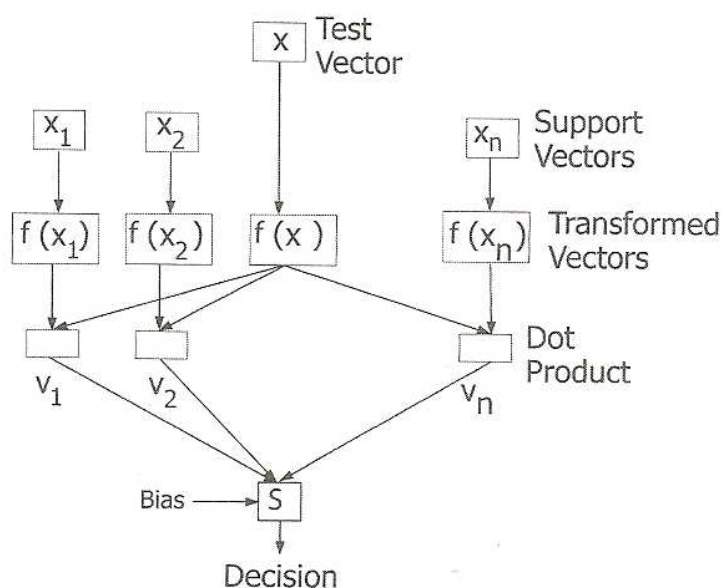 x
Test
Vector
x1
x2
xn
Support
Vectors
f(x1)
f(x2)
f(x )
f(xn)
Transformed
Vectors
Dot
Product
v1
v2
vn
Bias
S
Decision